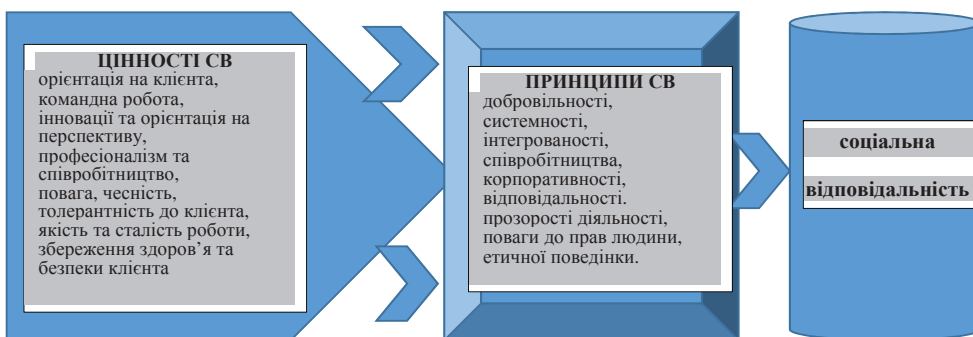 ЦІННОСТІ СВ
орієнтація на клієнта,
командна робота,
інновації та орієнтація на
перспективу,
професіоналізм та
співробітництво,
повага, чесність,
толерантність до клієнта,
якість та сталість роботи,
збереження здоров’я та
безпеки клієнта
ПРИНЦИПИ СВ
добровільності,
системності,
інтегрованості,
співробітництва,
корпоративності,
відповідальності.
прозорості діяльності,
поваги до прав людини,
етичної поведінки.
соціальна
відповідальність